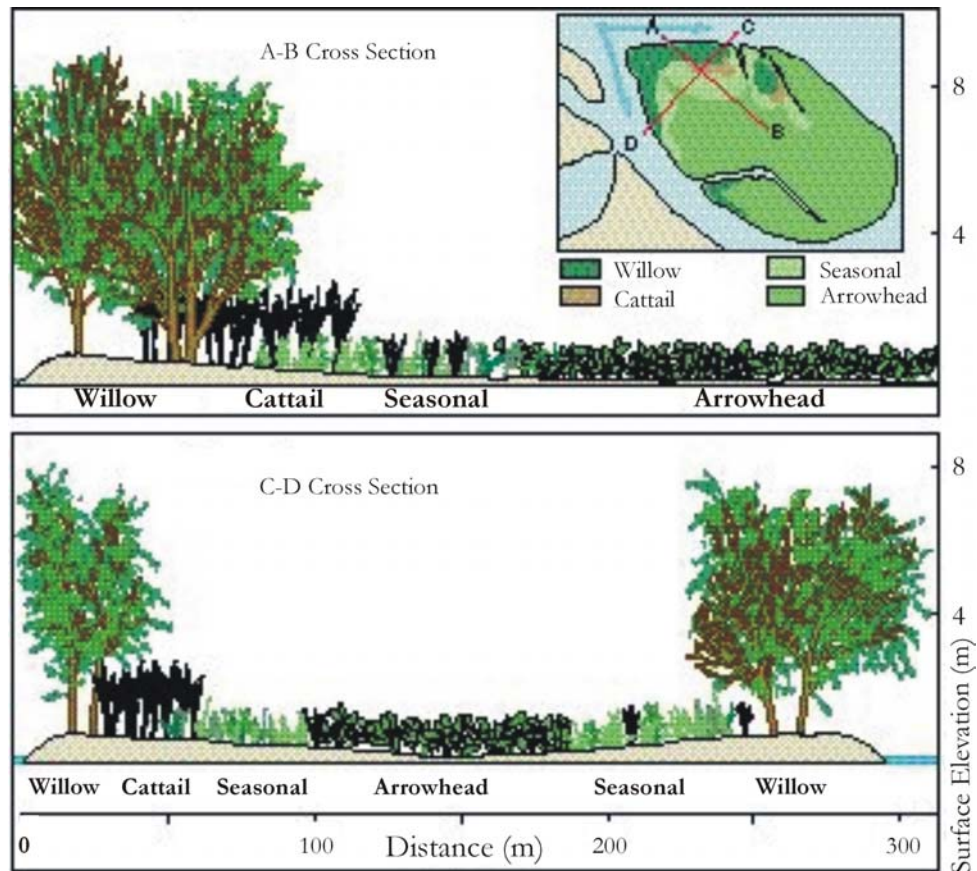 A-B Cross Section
A
C
B
D
Willow
Seasonal
Cattail
Arrowhead
8
4
Willow Cattail Seasonal Arrowhead
C-D Cross Section
8
4
Surface Elevation (m)
Willow Cattail Seasonal Arrowhead Seasonal Willow
0 100 Distance (m) 200 300